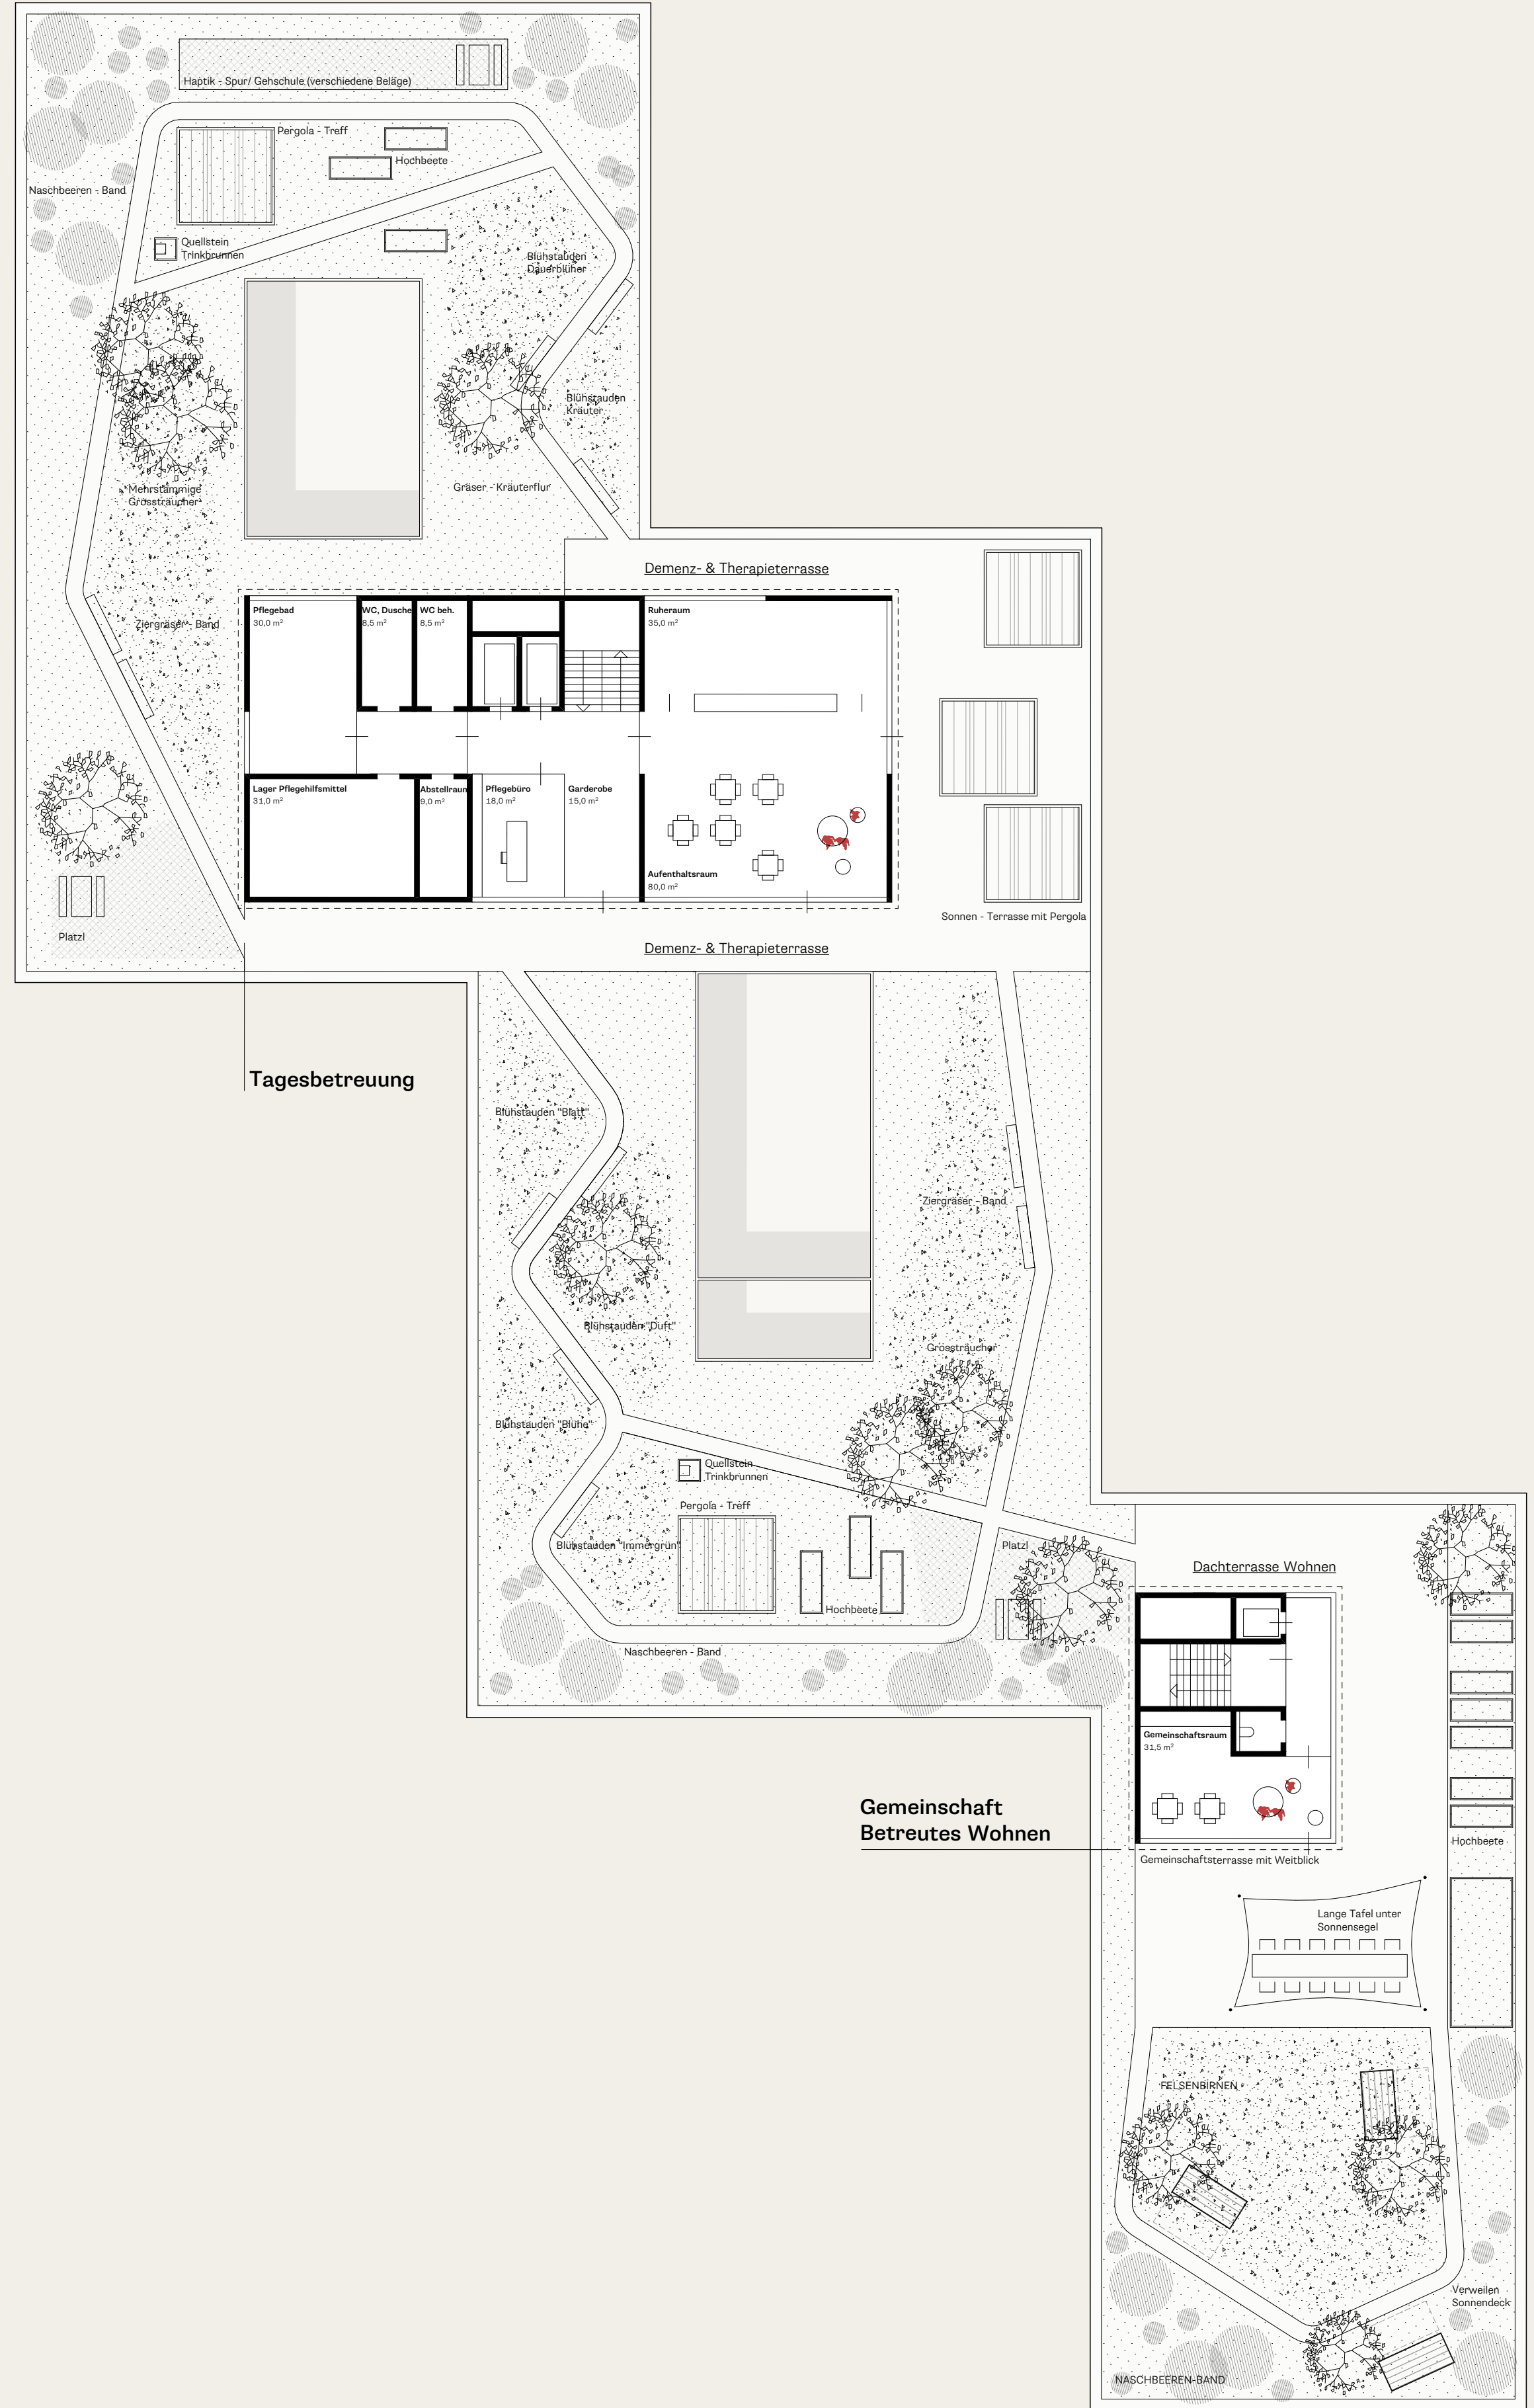 Haptik - Spur/ Gehschule (verschiedene Beläge)
Pergola - Treff
Hochbeete
Naschbeeren - Band
Quellstein
Trinkbrunnen
Blühstauden
Dauerblüher
Blühstauden
Kräuter
Mehrstämmige
Grossträucher
Gräser - Kräuterflur
Demenz- & Therapieterrasse
Pflegebad
30,0 m²
WC, Dusche
8,5 m²
WC beh.
8,5 m²
Ruheraum
35,0 m²
Ziergräser - Band
Lager Pflegehilfsmittel
31,0 m²
Abstellraum
9,0 m²
Pflegebüro
18,0 m²
Garderobe
15,0 m²
Aufenthaltsraum
80,0 m²
Sonnen - Terrasse mit Pergola
Platzl
Demenz- & Therapieterrasse
Tagesbetreuung
Blühstauden "Blatt"
Ziergräser - Band
Blühstauden "Duft"
Grossträucher
Blühstauden "Blühe"
Quellstein
Trinkbrunnen
Pergola - Treff
Blühstauden "Immergrün"
Platzl
Hochbeete
Naschbeeren - Band
Dachterrasse Wohnen
Gemeinschaftsraum
31,5 m²
Gemeinschaft
Betreutes Wohnen
Hochbeete
Gemeinschaftsterrasse mit Weitblick
Lange Tafel unter
Sonnensegel
FELSENBIRNEN
Verweilen
Sonnendeck
NASCHBEEREN-BAND